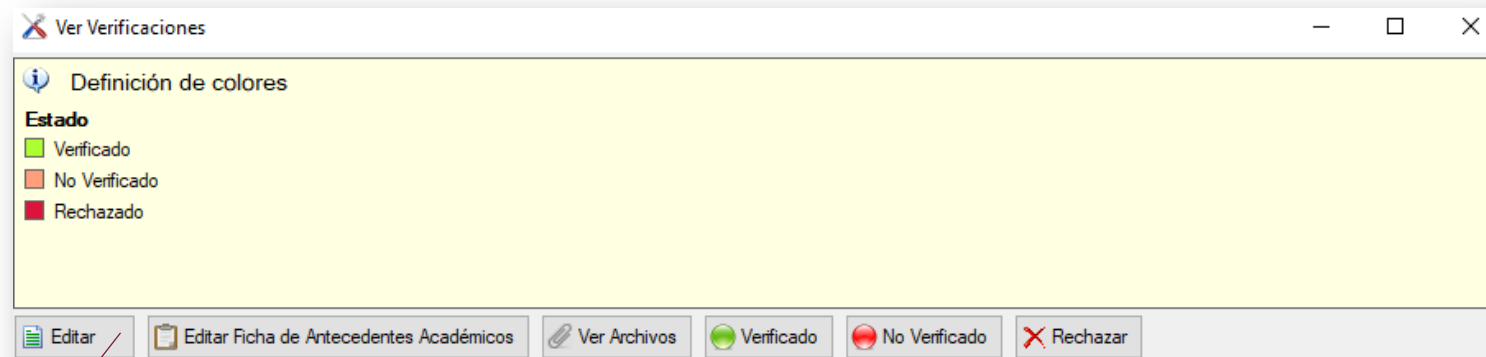 Ver Verificaciones
Definición de colores
Estado
Verificado
No Verificado
Rechazado
Editar Editar Ficha de Antecedentes Académicos Ver Archivos Verificado No Verificado Rechazar